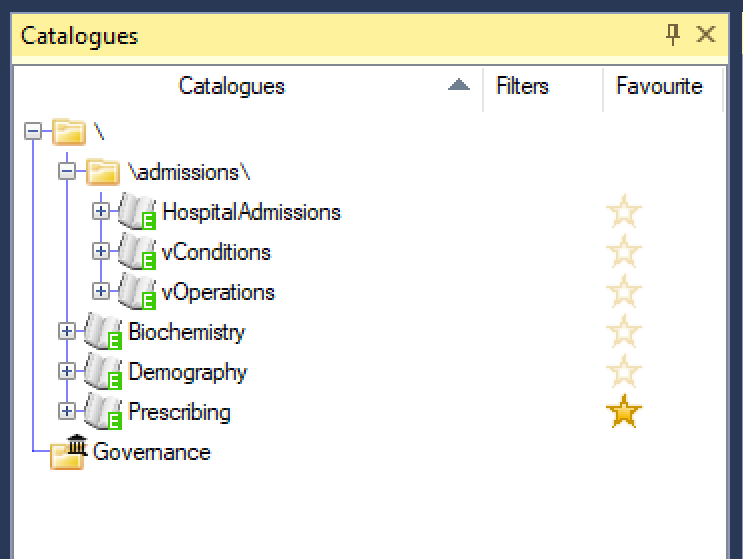 Catalogues
Catalogues Filters Favourite
\
\admissions\
E HospitalAdmissions
E vConditions
E vOperations
E Biochemistry
E Demography
E Prescribing
Governance